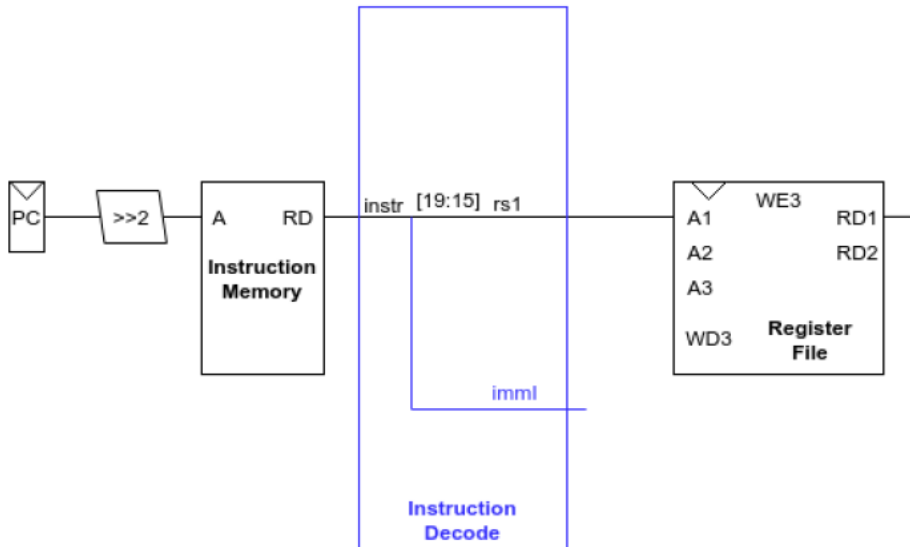 PC
>>2
A
RD
Instruction
Memory
instr
[19:15]
rs1
immI
Instruction
Decode
WE3
A1
RD1
A2
RD2
A3
WD3
Register
File